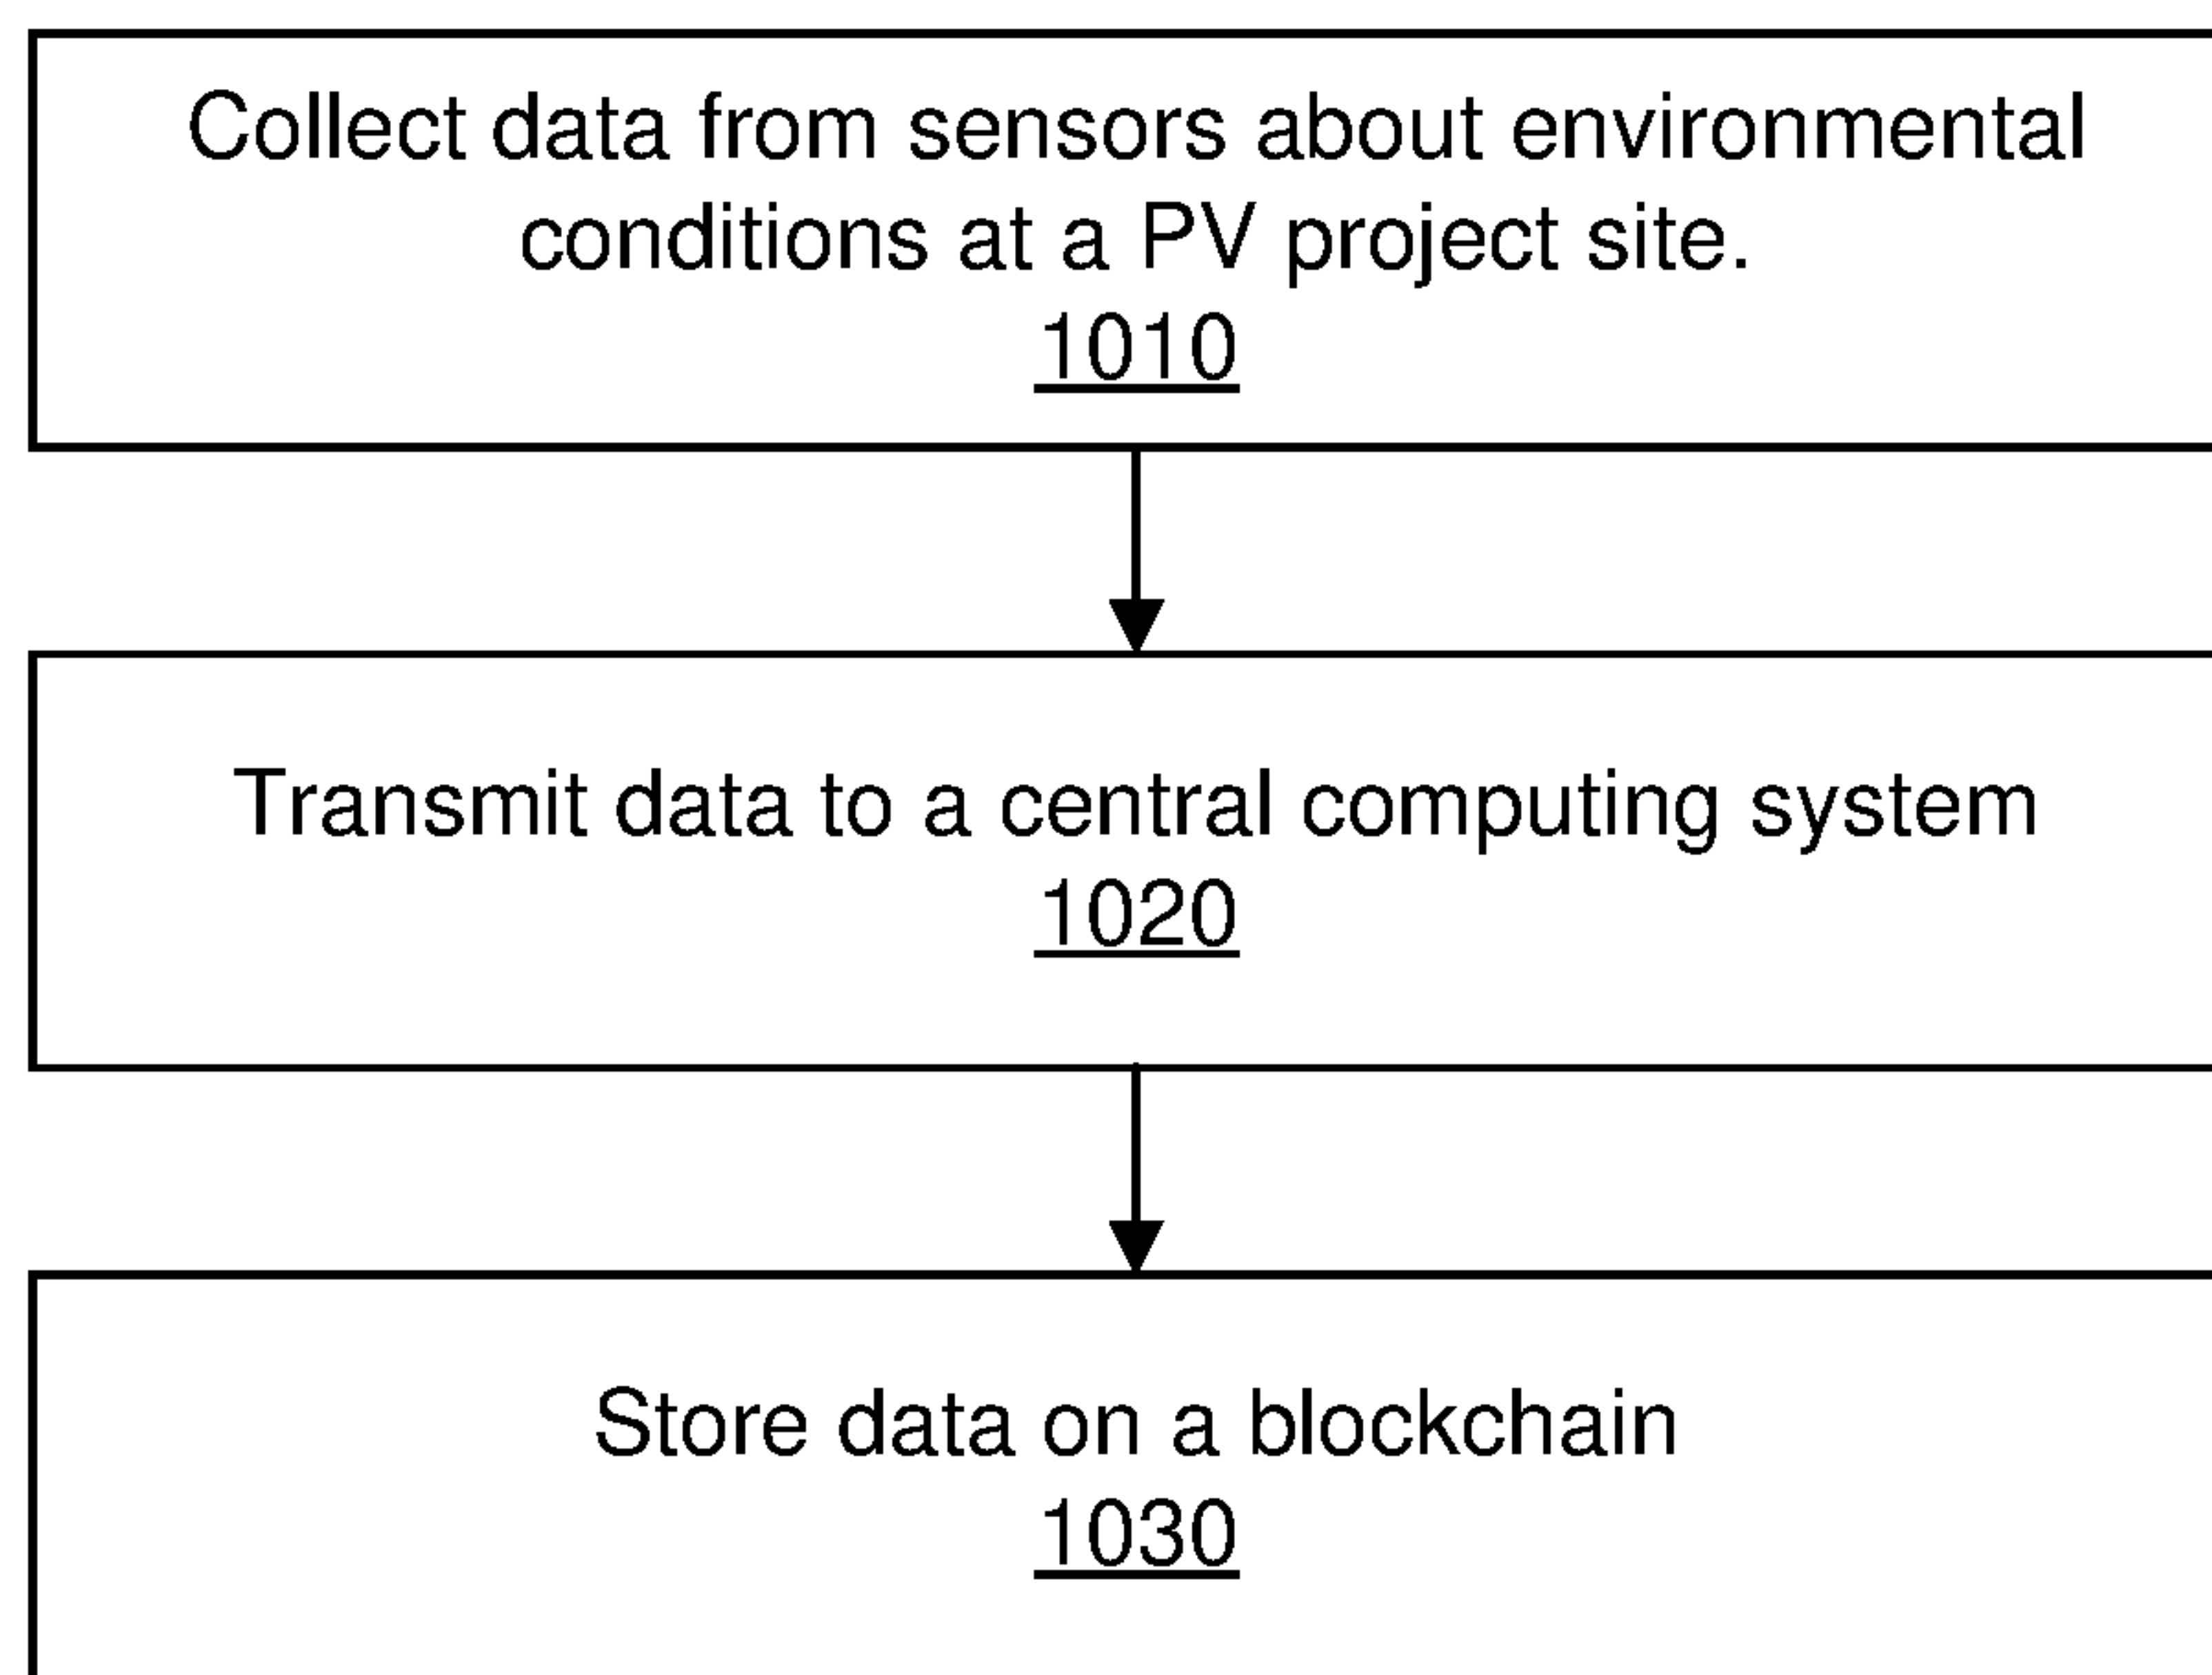 Collect data from sensors about environmental
conditions at a PV project site.
1010
Transmit data to a central computing system
1020
Store data on a blockchain
1030